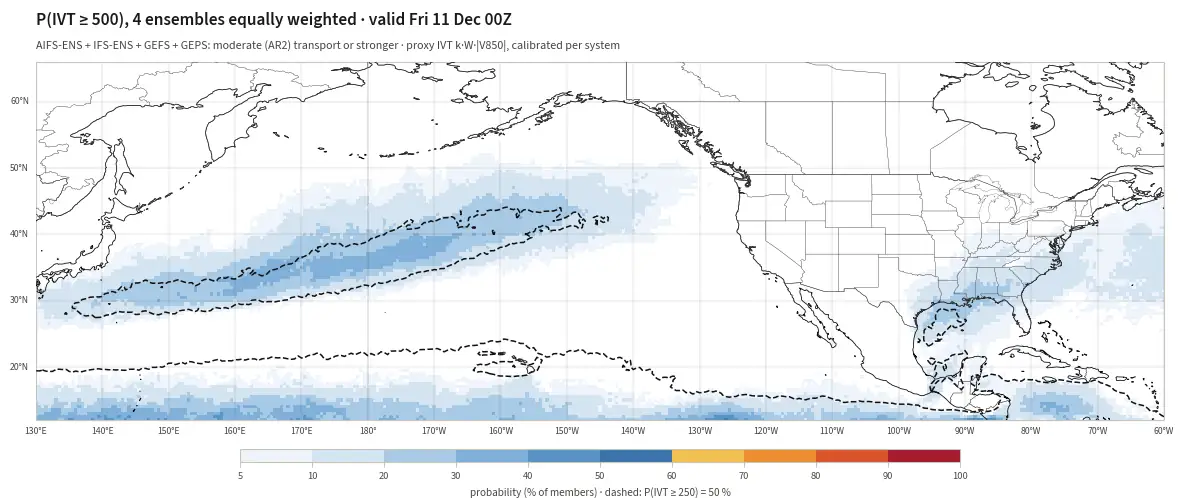 P(IVT ≥ 500), 4 ensembles equally weighted · valid Fri 11 Dec 00Z
AIFS-ENS + IFS-ENS + GEFS + GEPS: moderate (AR2) transport or stronger · proxy IVT k·W·|V850|, calibrated per system
60°N
50°N
40°N
30°N
20°N
130°E 140°E 150°E 160°E 170°E 180° 170°W 160°W 150°W 140°W 130°W 120°W 110°W 100°W 90°W 80°W 70°W 60°W
5 10 20 30 40 50 60 70 80 90 100
probability (% of members) · dashed: P(IVT ≥ 250) = 50 %